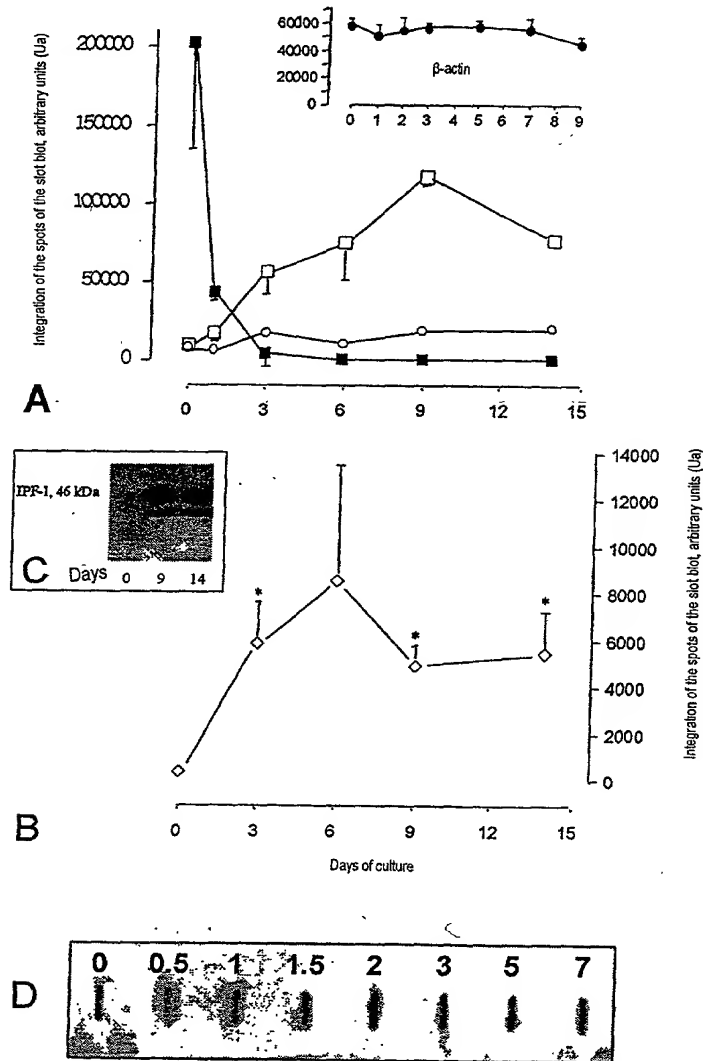 Integration of the spots of the slot blot, arbitrary units (Ua)
200000
150000
100000
50000
0
60000
40000
20000
0
β-actin
0 1 2 3 4 5 6 7 8 9
A
0 3 6 9 12 15
IPF-1, 46 kDa
C Days 0 9 14
14000
12000
10000
8000
6000
4000
2000
0
Integration of the spots of the slot blot, arbitrary units (Ua)
*
*
*
B
0 3 6 9 12 15
Days of culture
D
0 0.5 1 1.5 2 3 5 7